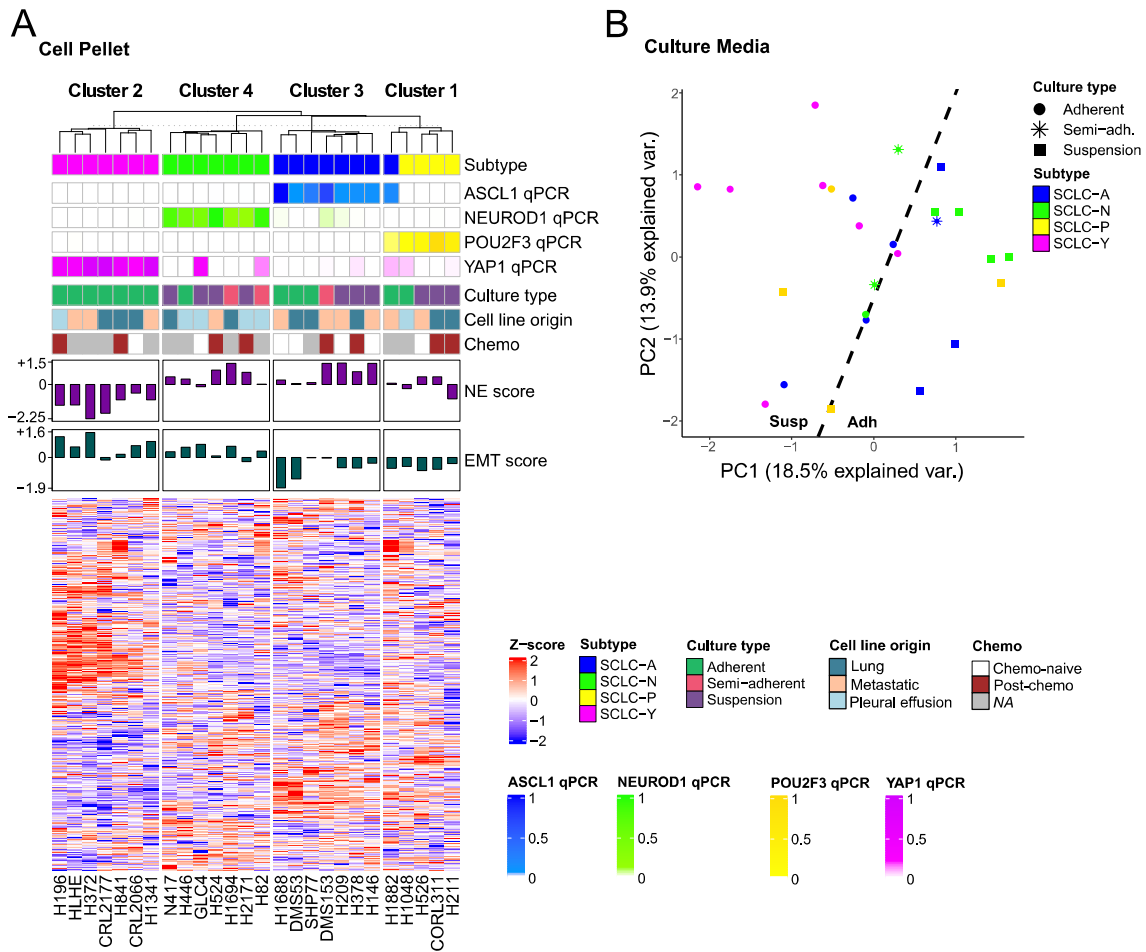 A
Cell Pellet
Cluster 2
Cluster 4
Cluster 3
Cluster 1
Subtype
ASCL1 qPCR
NEUROD1 qPCR
POU2F3 qPCR
YAP1 qPCR
Culture type
Cell line origin
Chemo
+1.5
0
−2.25
NE score
+1.6
0
−1.9
EMT score
H196
HLHE
H372
CRL2177
H841
CRL2066
H1341
N417
H446
GLC4
H524
H1694
H2171
H82
H1688
DMS53
SHP77
DMS153
H209
H378
H146
H1882
H1048
H526
CORL311
H211
B
Culture Media
PC2 (13.9% explained var.)
2
1
0
−1
−2
Susp
Adh
−2
−1
0
1
PC1 (18.5% explained var.)
Culture type
Adherent
Semi−adh.
Suspension
Subtype
SCLC−A
SCLC−N
SCLC−P
SCLC−Y
Z−score
2
1
0
−1
−2
Subtype
SCLC−A
SCLC−N
SCLC−P
SCLC−Y
Culture type
Adherent
Semi−adherent
Suspension
Cell line origin
Lung
Metastatic
Pleural effusion
Chemo
Chemo−naive
Post−chemo
NA
ASCL1 qPCR
1
0.5
0
NEUROD1 qPCR
1
0.5
0
POU2F3 qPCR
1
0.5
0
YAP1 qPCR
1
0.5
0